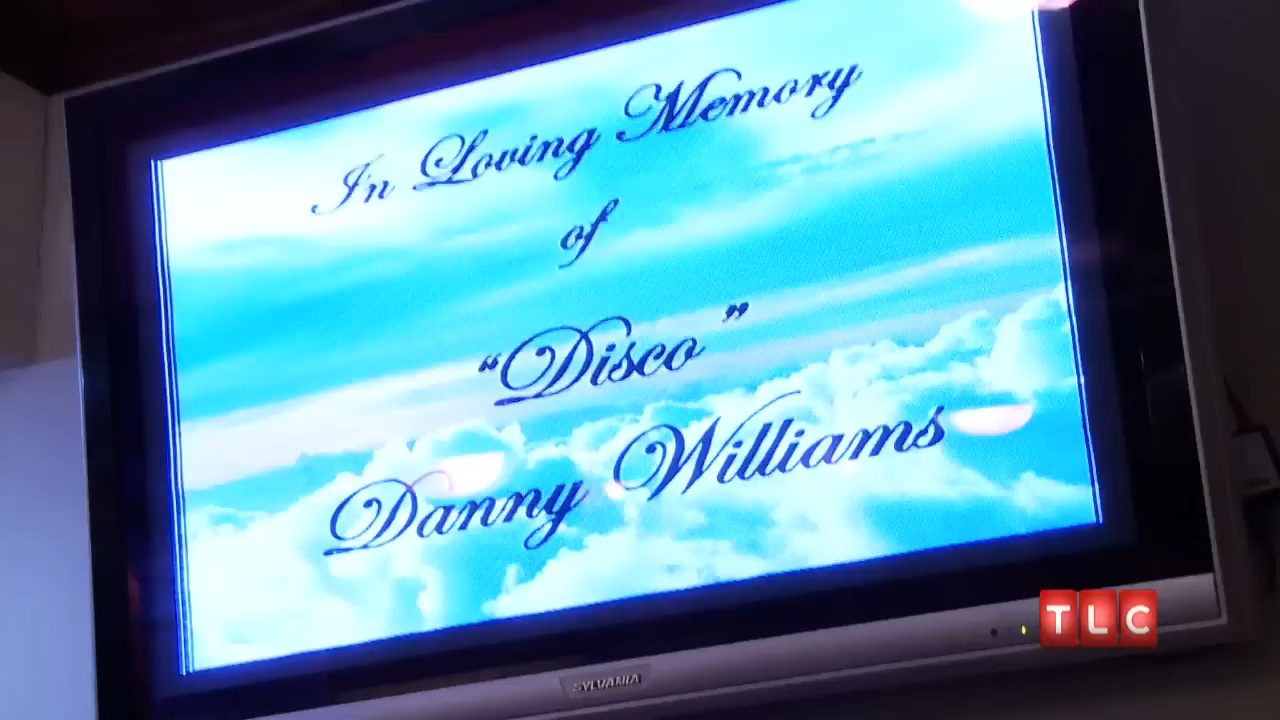 In Loving Memory
of
“Disco”
Danny Williams
TLC
SYLVANIA